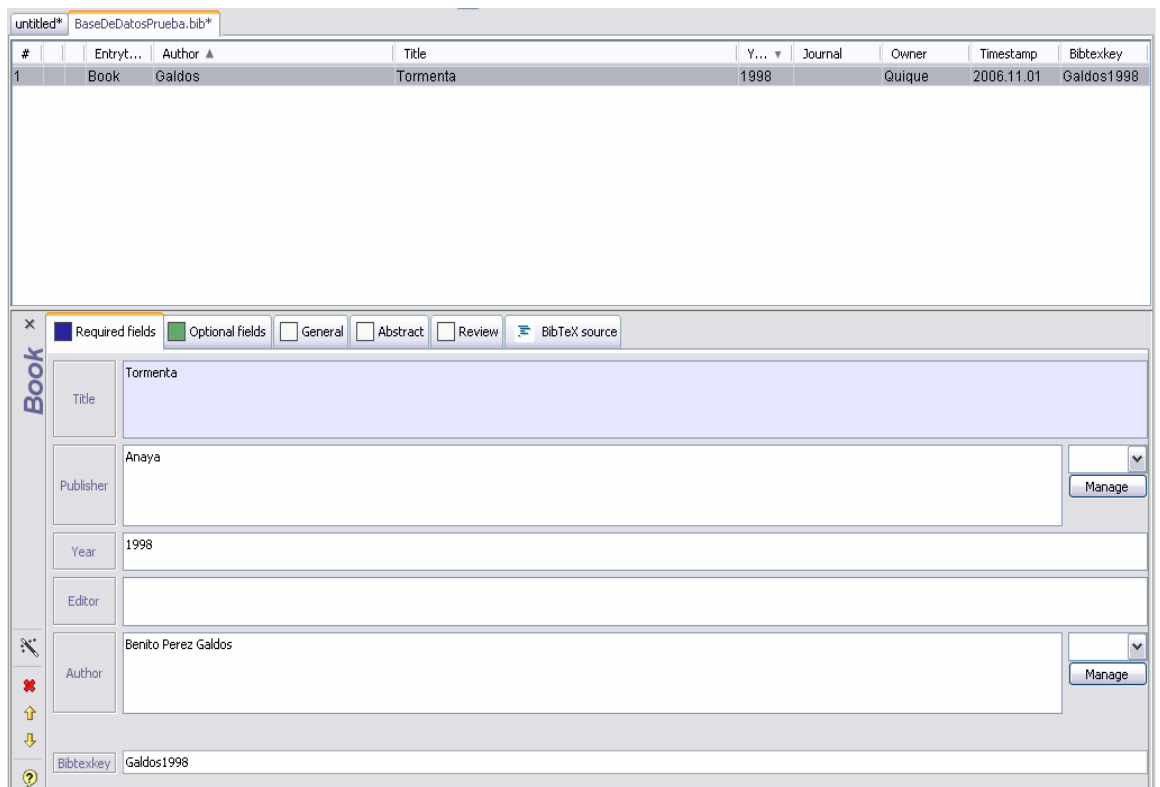 untitled* BaseDeDatosPrueba.bib*
# Entryt... Author Title Y... Journal Owner Timestamp Bibtexkey
1 Book Galdos Tormenta 1998 Quique 2006.11.01 Galdos1998
Required fields Optional fields General Abstract Review BibTeX source
Book
Title Tormenta
Publisher Anaya
Manage
Year 1998
Editor
Author Benito Perez Galdos
Manage
Bibtexkey Galdos1998